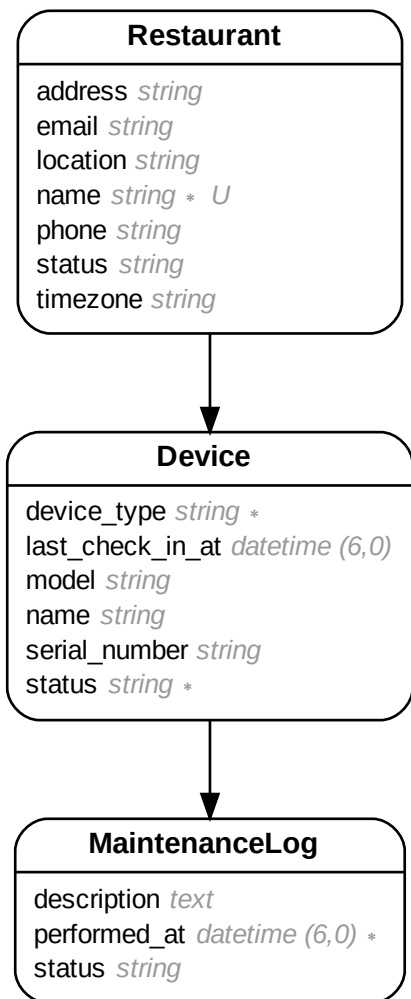 Restaurant
address string
email string
location string
name string * U
phone string
status string
timezone string
Device
device_type string *
last_check_in_at datetime (6,0)
model string
name string
serial_number string
status string *
MaintenanceLog
description text
performed_at datetime (6,0) *
status string